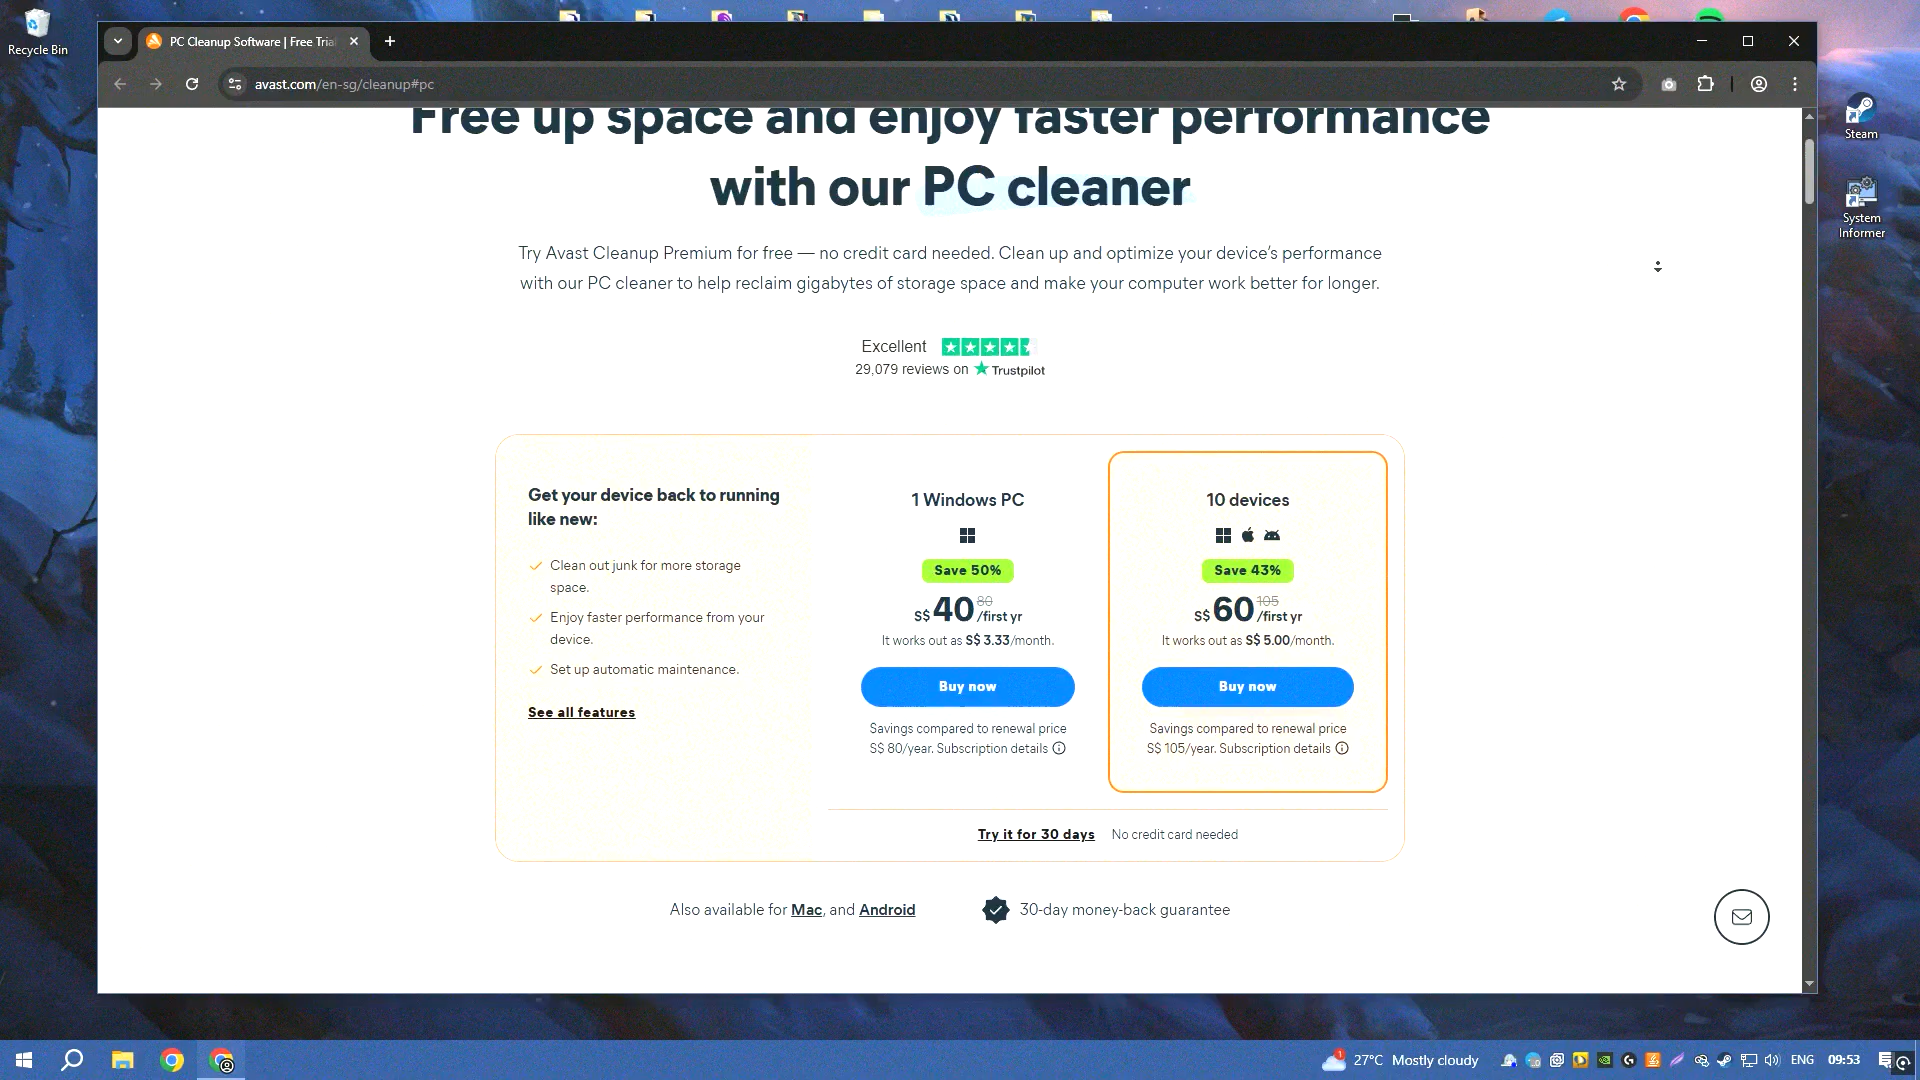 Recycle Bin
PC Cleanup Software | Free Tria
avast.com/en-sg/cleanup#pc
Steam
System
Informer
Free up space and enjoy faster performance
with our PC cleaner
Try Avast Cleanup Premium for free — no credit card needed. Clean up and optimize your device’s performance
with our PC cleaner to help reclaim gigabytes of storage space and make your computer work better for longer.
Excellent
29,079 reviews on Trustpilot
Get your device back to running
like new:
Clean out junk for more storage
space.
Enjoy faster performance from your
device.
Set up automatic maintenance.
See all features
1 Windows PC
Save 50%
S$ 40 80 /first yr
It works out as S$ 3.33/month.
Buy now
Savings compared to renewal price
S$ 80/year. Subscription details
10 devices
Save 43%
S$ 60 105 /first yr
It works out as S$ 5.00/month.
Buy now
Savings compared to renewal price
S$ 105/year. Subscription details
Try it for 30 days No credit card needed
Also available for Mac, and Android
30-day money-back guarantee
1
27°C Mostly cloudy
ENG
09:53